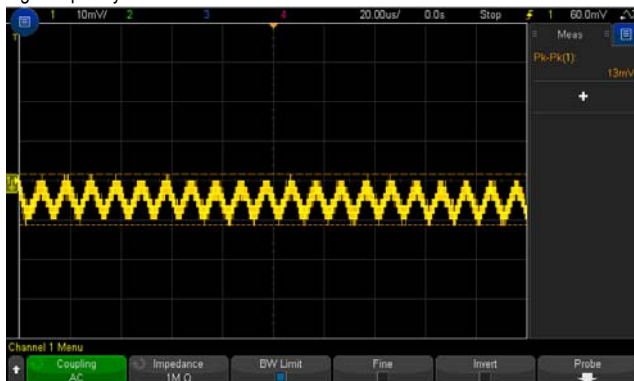 1 10mV/ 2 3 4 20.00us/ 0.0s Stop 1 60.0mV
T
Meas
Pk-Pk(1):
13mV
Channel 1 Menu
Coupling
AC
Impedance
1M Ω
BW Limit
Fine
Invert
Probe